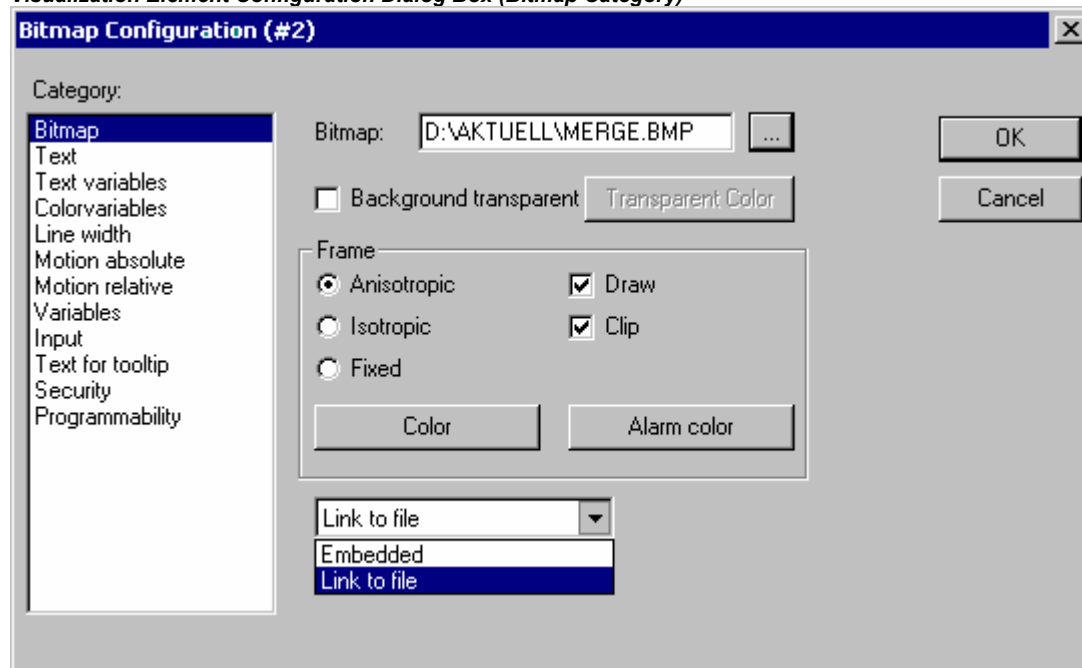 Visualization Element Configuration Dialog Box (Bitmap Category)
Bitmap Configuration (#2)
Category:
Bitmap
Text
Text variables
Colorvariables
Line width
Motion absolute
Motion relative
Variables
Input
Text for tooltip
Security
Programmability
Bitmap: D:\AKTUELL\MERGE.BMP ...
Background transparent Transparent Color
Frame
Anisotropic Draw
Isotropic Clip
Fixed
Color Alarm color
Link to file
Embedded
Link to file
OK
Cancel